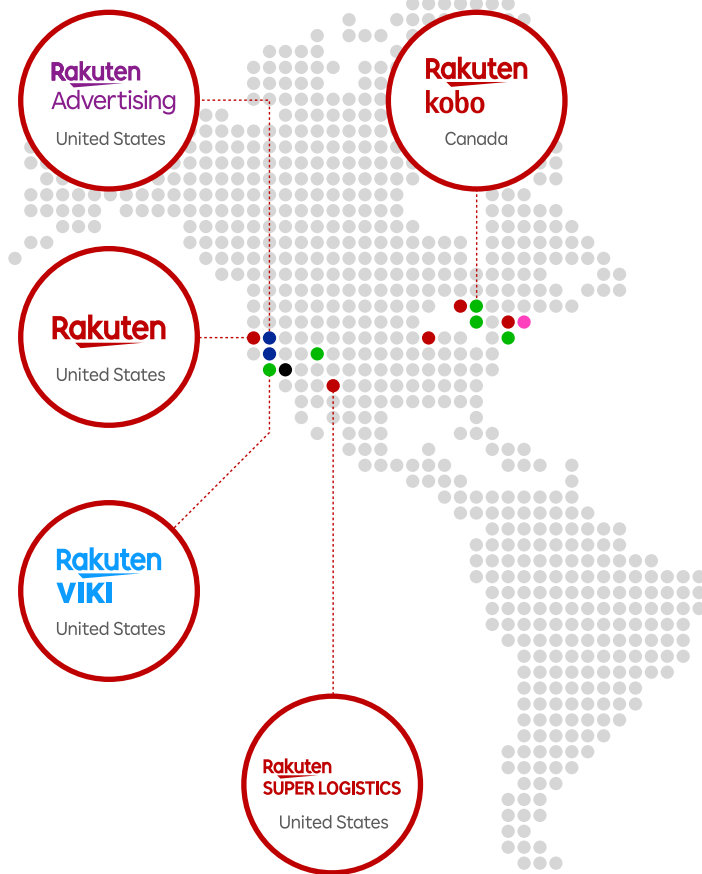 Rakuten
Advertising
United States
Rakuten
kobo
Canada
Rakuten
United States
Rakuten
VIKI
United States
Rakuten
SUPER LOGISTICS
United States